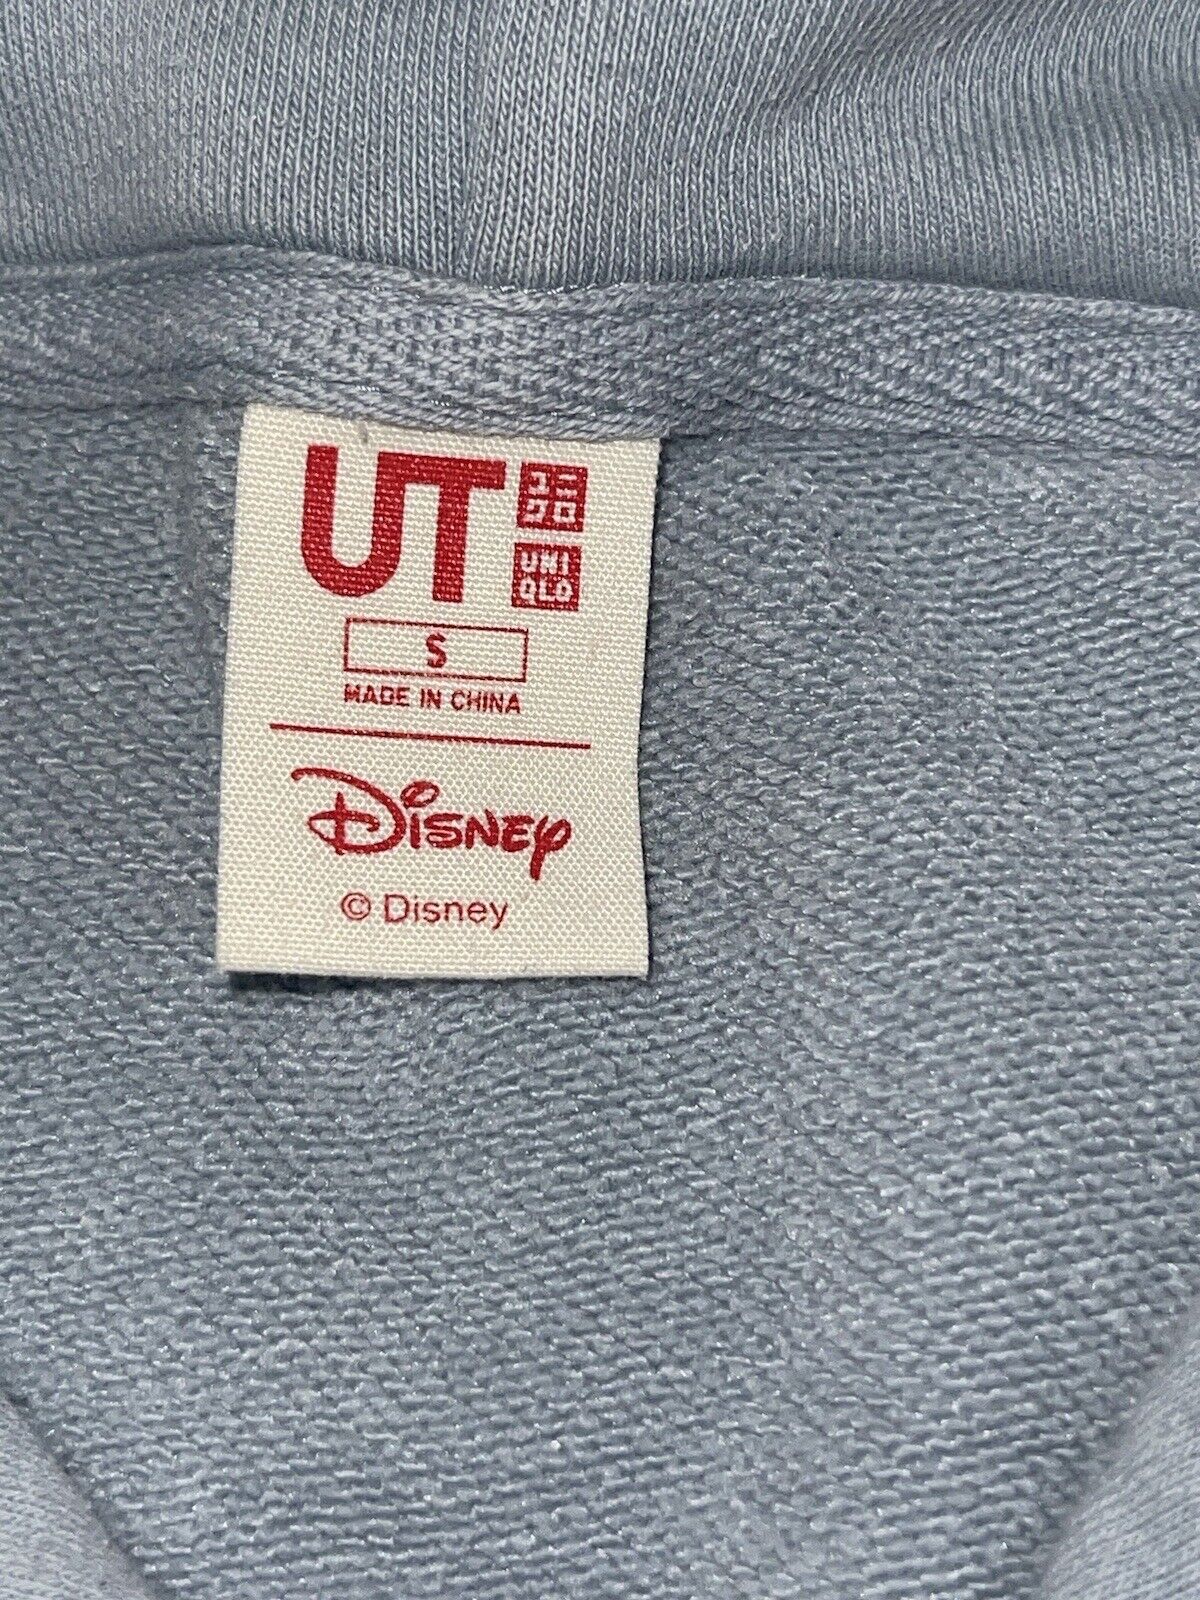 UT
ユニ
クロ
UNI
QLO
S
MADE IN CHINA
Disney
© Disney